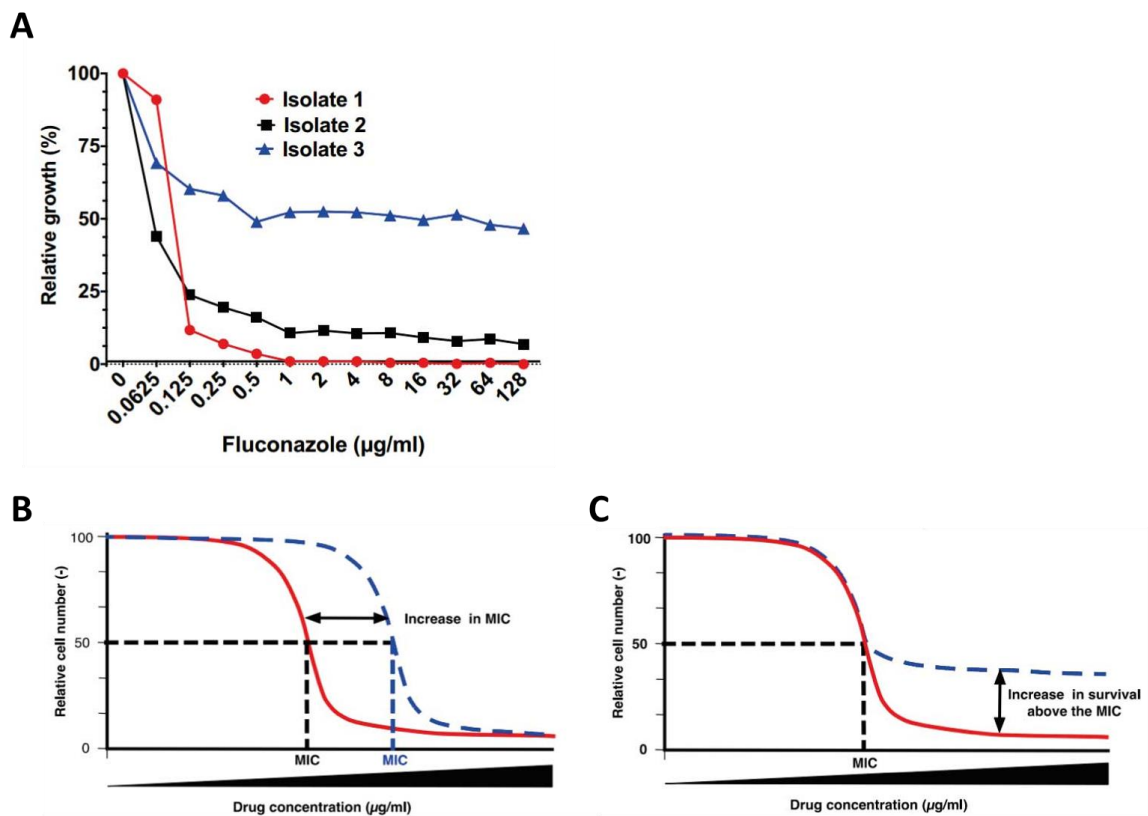 A
100
75
50
25
0
Relative growth (%)
Isolate 1
Isolate 2
Isolate 3
0
0.0625
0.125
0.25
0.5
1
2
4
8
16
32
64
128
Fluconazole (µg/ml)
B
100
50
0
Relative cell number (-)
Increase in MIC
MIC
MIC
Drug concentration (µg/ml)
C
100
50
0
Relative cell number (-)
Increase in survival
above the MIC
MIC
Drug concentration (µg/ml)